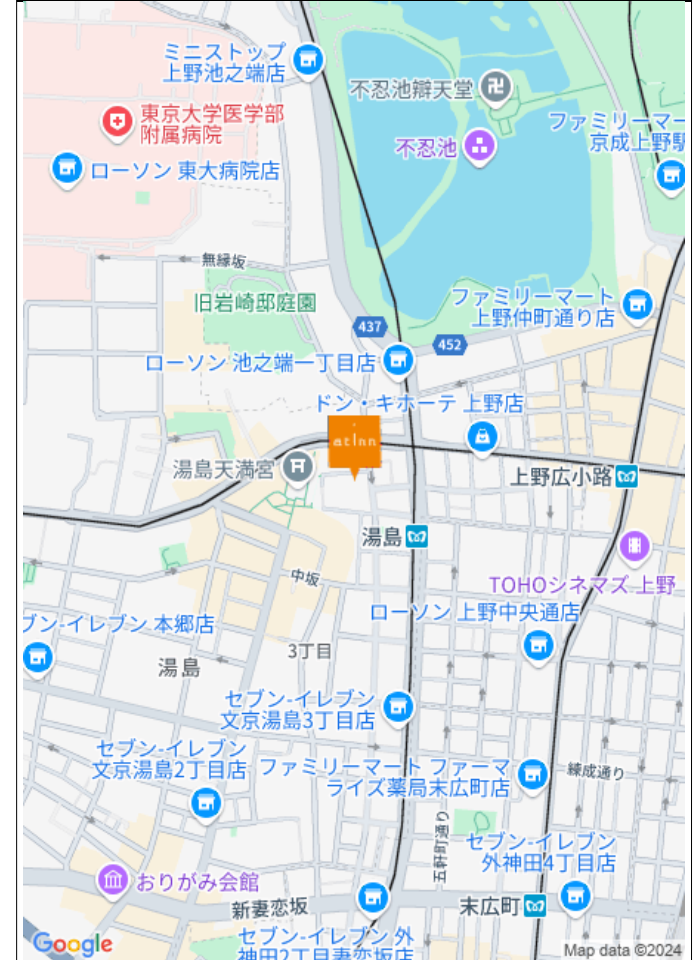 ミニストップ
上野池之端店
不忍池辯天堂
東京大学医学部
附属病院
ファミリーマー
京成上野駅
不忍池
ローソン 東大病院店
無縁坂
旧岩崎邸庭園
ファミリーマート
上野仲町通り店
437
452
ローソン 池之端一丁目店
ドン・キホーテ 上野店
at Inn
湯島天満宮
上野広小路
湯島
TOHOシネマズ 上野
中坂
ローソン 上野中央通店
ブン-イレブン 本郷店
3丁目
湯島
セブン-イレブン
文京湯島3丁目店
セブン-イレブン
文京湯島2丁目店
ファミリーマート ファーマ
ライズ薬局末広町店
練成通り
五軒町通り
セブン-イレブン
外神田4丁目店
おりがみ会館
新妻恋坂
末広町
セブン-イレブン 外
神田2丁目妻恋坂店
Google
Map data ©2024